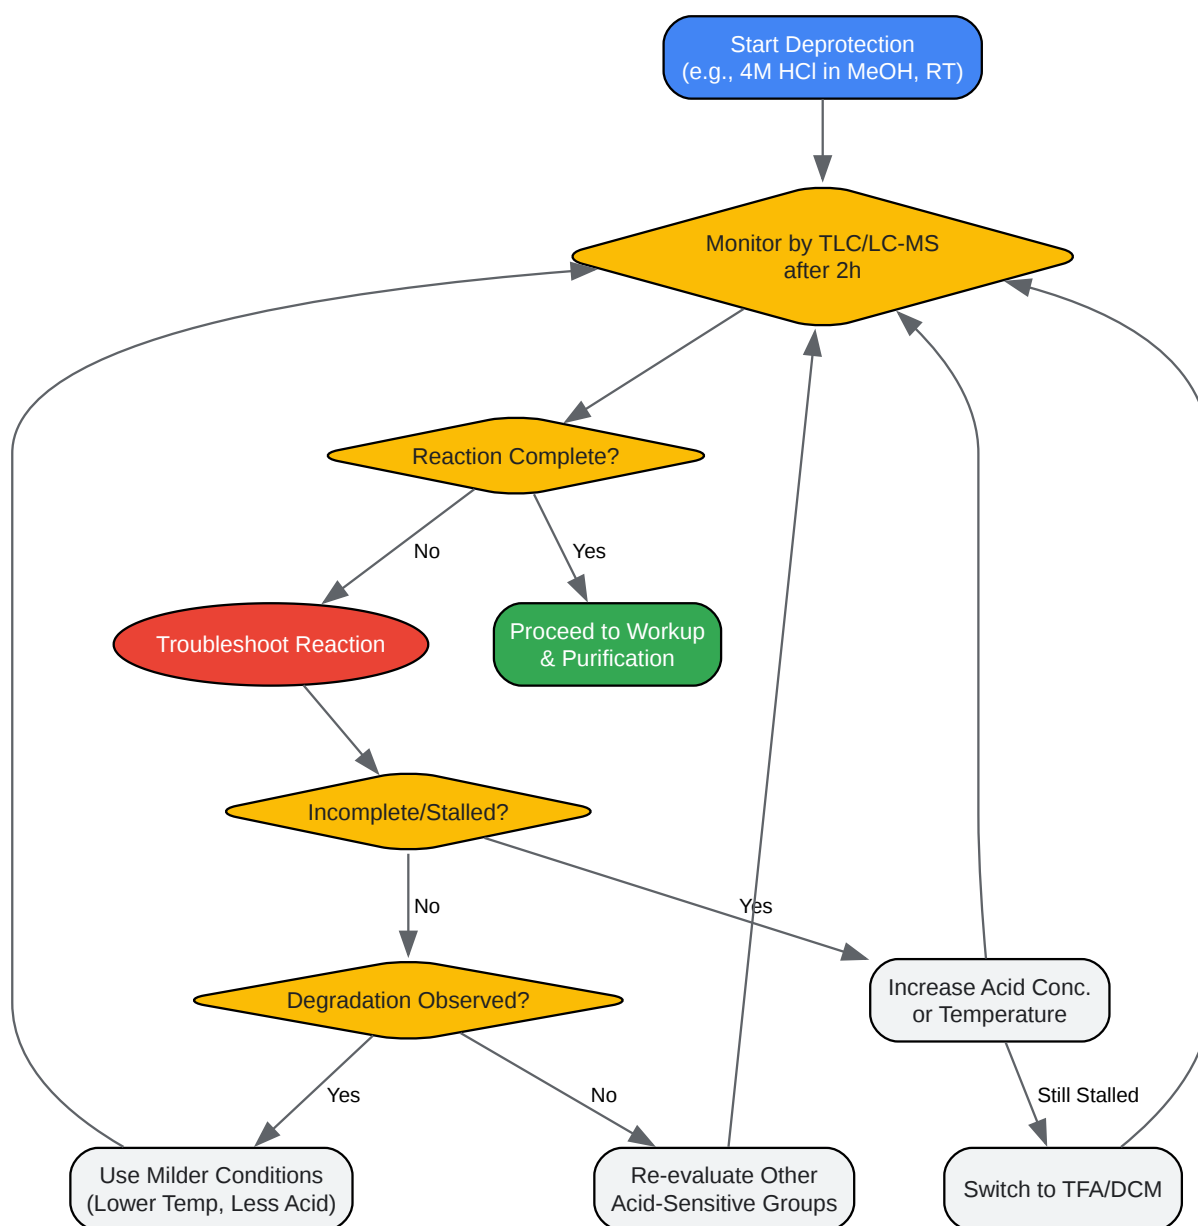 Start Deprotection
(e.g., 4M HCl in MeOH, RT)
Monitor by TLC/LC-MS
after 2h
Reaction Complete?
No
Yes
Troubleshoot Reaction
Proceed to Workup
& Purification
Incomplete/Stalled?
No
Yes
Degradation Observed?
Increase Acid Conc.
or Temperature
Yes
No
Still Stalled
Use Milder Conditions
(Lower Temp, Less Acid)
Re-evaluate Other
Acid-Sensitive Groups
Switch to TFA/DCM